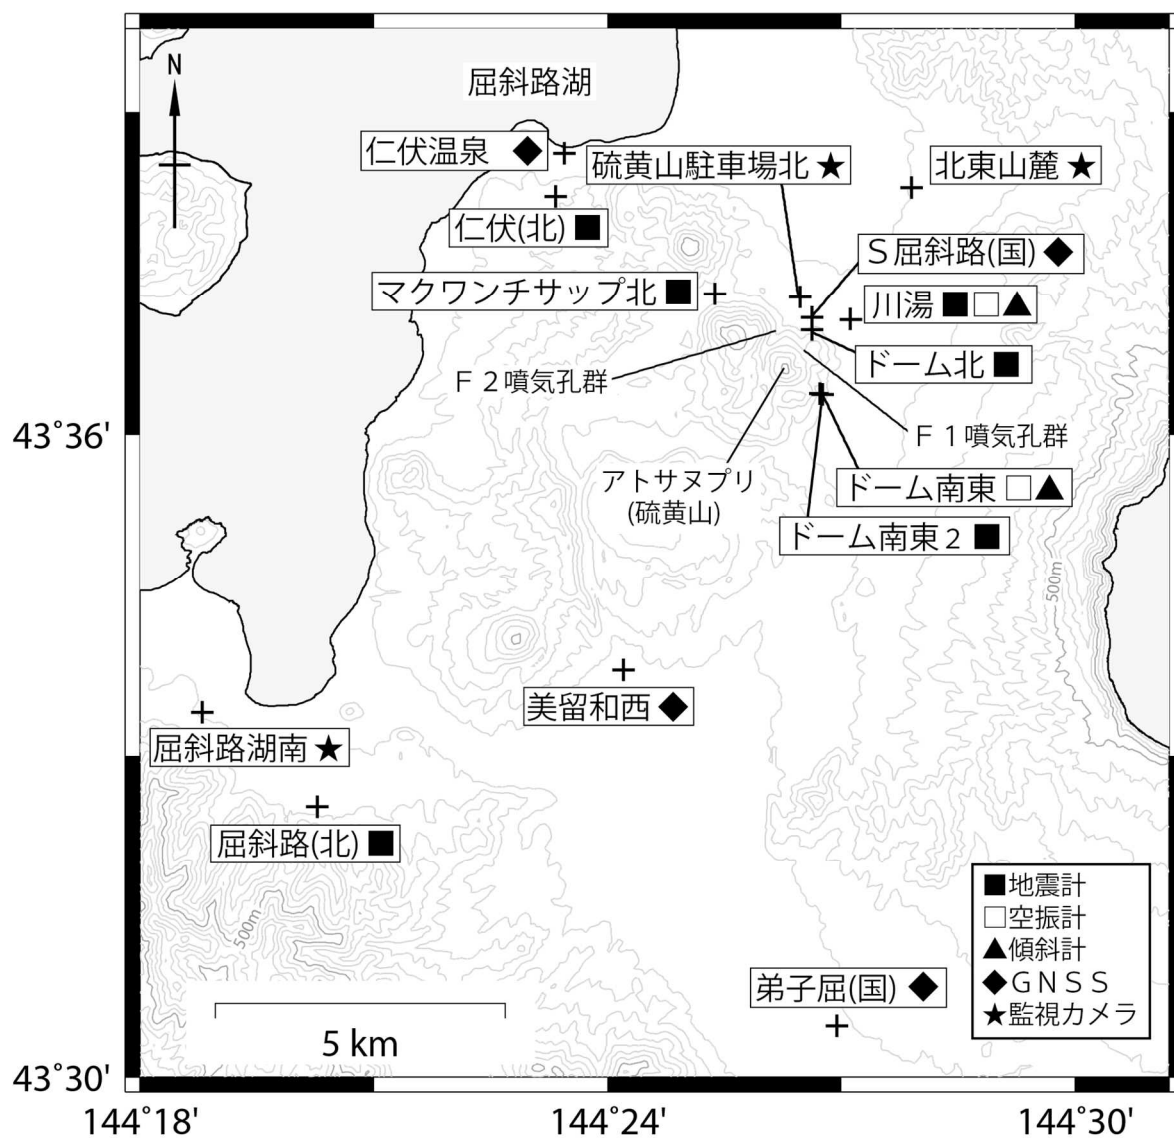 N
屈斜路湖
仁伏温泉 ◆
硫黄山駐車場北 ★
北東山麓 ★
仁伏(北) ■
S屈斜路(国) ◆
マクワンチサップ北 ■
川湯 ■□▲
ドーム北 ■
F2噴気孔群
F1噴気孔群
43°36'
アトサヌプリ
(硫黄山)
ドーム南東 □▲
ドーム南東2 ■
500m
美留和西 ◆
屈斜路湖南 ★
屈斜路(北) ■
500m
■地震計
□空振計
▲傾斜計
◆GNSS
★監視カメラ
弟子屈(国) ◆
5 km
43°30'
144°18'
144°24'
144°30'